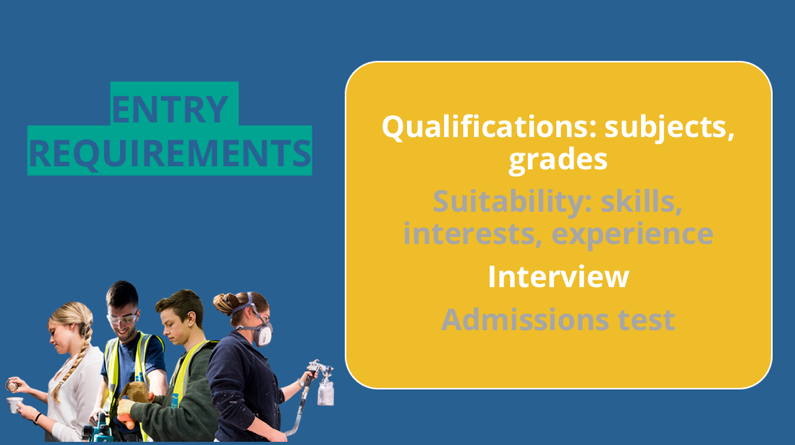 ENTRY
REQUIREMENTS
Qualifications: subjects,
grades
Suitability: skills,
interests, experience
Interview
Admissions test